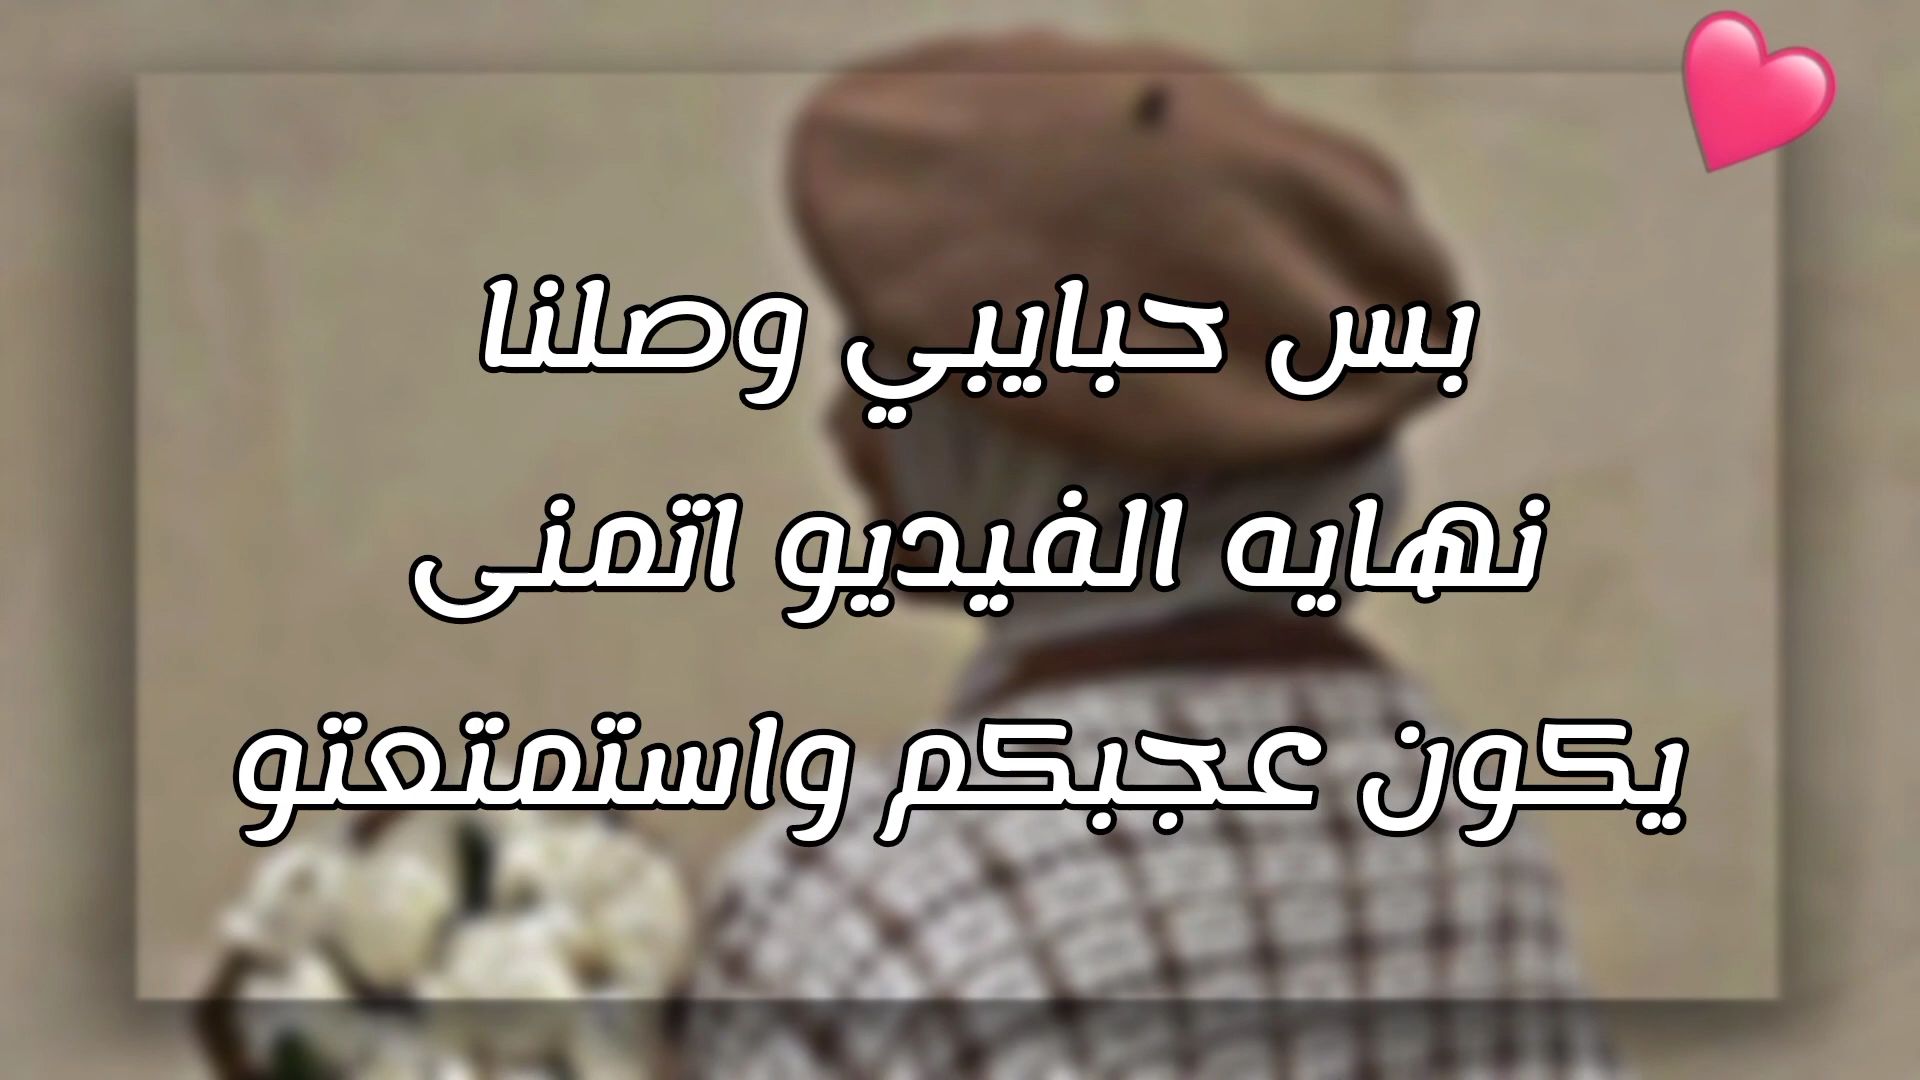 بس حبايبي وصلنا
نهايه الفيديو اتمنى
يكون عجبكم واستمتعتو